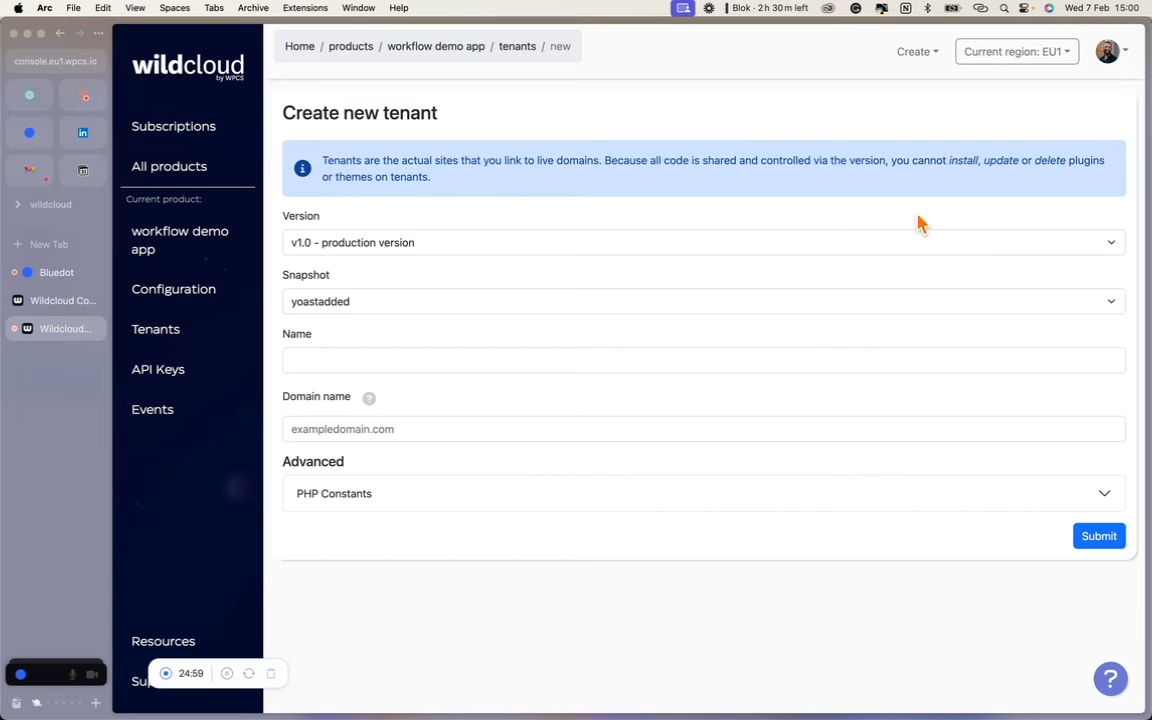 Arc File Edit View Spaces Tabs Archive Extensions Window Help
Blok · 2 h 30 m left
Wed 7 Feb 15:00
console.eu1.wpcs.io
wildcloud
New Tab
Bluedot
Wildcloud Co...
Wildcloud...
wildcloud
by WPCS
Subscriptions
All products
Current product:
workflow demo
app
Configuration
Tenants
API Keys
Events
Resources
Su
24:59
Home / products / workflow demo app / tenants / new
Create
Current region: EU1
Create new tenant
Tenants are the actual sites that you link to live domains. Because all code is shared and controlled via the version, you cannot install, update or delete plugins
or themes on tenants.
Version
v1.0 - production version
Snapshot
yoastadded
Name
Domain name ?
exampledomain.com
Advanced
PHP Constants
Submit
?